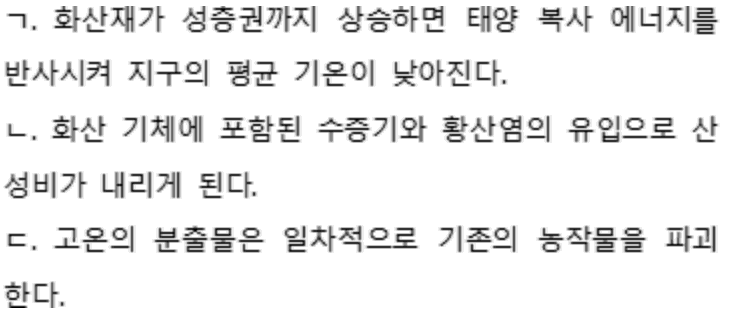 ㄱ. 화산재가 성층권까지 상승하면 태양 복사 에너지를
반사시켜 지구의 평균 기온이 낮아진다.
ㄴ. 화산 기체에 포함된 수증기와 황산염의 유입으로 산
성비가 내리게 된다.
ㄷ. 고온의 분출물은 일차적으로 기존의 농작물을 파괴
한다.